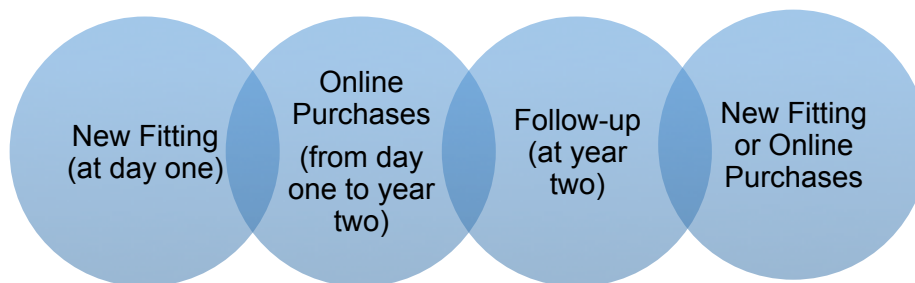 New Fitting
(at day one)
Online
Purchases
(from day
one to year
two)
Follow-up
(at year
two)
New Fitting
or Online
Purchases